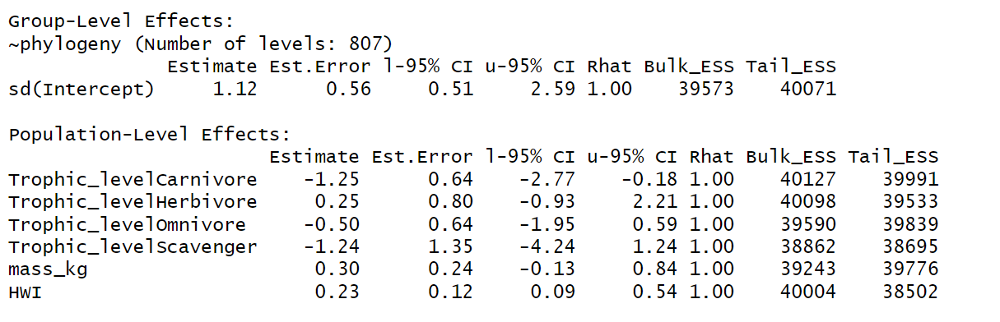 Group-Level Effects:
~phylogeny (Number of levels: 807)
Estimate Est.Error l-95% CI u-95% CI Rhat Bulk_ESS Tail_ESS
sd(Intercept) 1.12 0.56 0.51 2.59 1.00 39573 40071
Population-Level Effects:
Estimate Est.Error l-95% CI u-95% CI Rhat Bulk_ESS Tail_ESS
Trophic_levelCarnivore -1.25 0.64 -2.77 -0.18 1.00 40127 39991
Trophic_levelHerbivore 0.25 0.80 -0.93 2.21 1.00 40098 39533
Trophic_levelOmnivore -0.50 0.64 -1.95 0.59 1.00 39590 39839
Trophic_levelScavenger -1.24 1.35 -4.24 1.24 1.00 38862 38695
mass_kg 0.30 0.24 -0.13 0.84 1.00 39243 39776
HWI 0.23 0.12 0.09 0.54 1.00 40004 38502